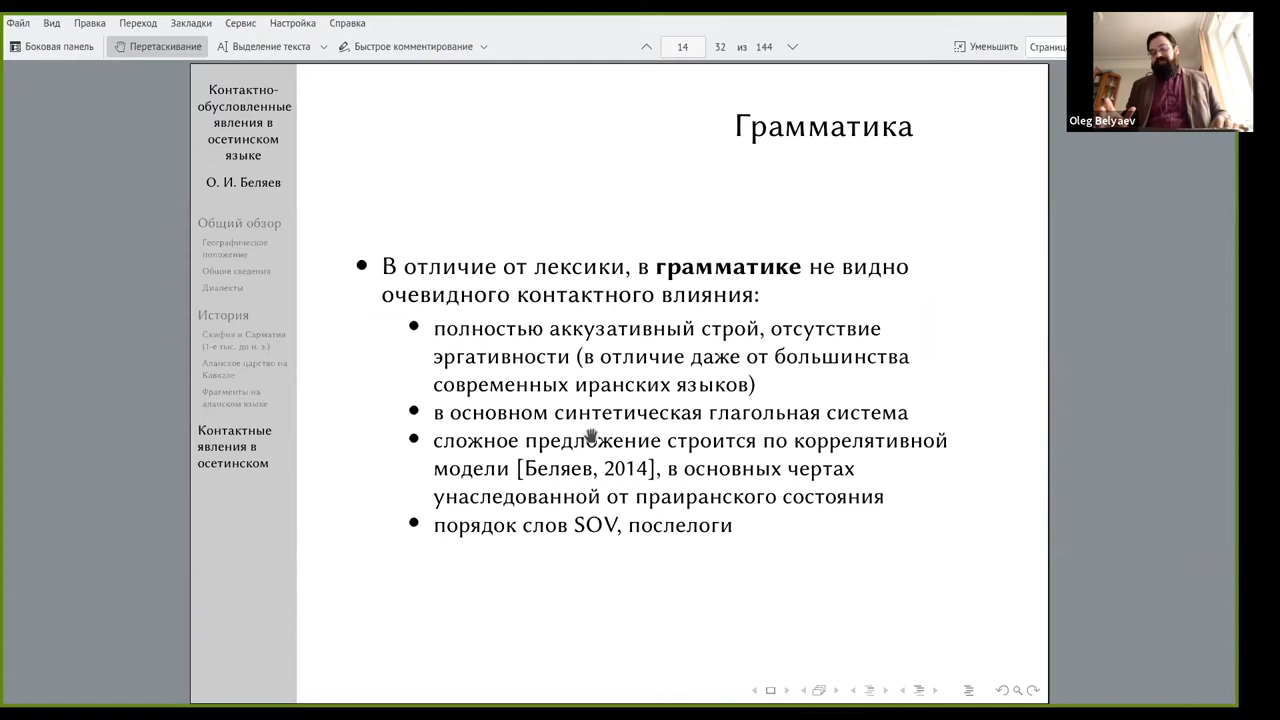 Файл Вид Правка Переход Закладки Сервис Настройка Справка
Боковая панель Перетаскивание Выделение текста Быстрое комментирование 14 32 из 144 Уменьшить Страница
Oleg Belyaev
Контактно-
обусловленные
явления в
осетинском
языке
О. И. Беляев
Общий обзор
Географическое
положение
Общие сведения
Диалекты
История
Скифия и Сарматия
(1-е тыс. до н. э.)
Аланское царство на
Кавказе
Фрагменты на
аланском языке
Контактные
явления в
осетинском
Грамматика
• В отличие от лексики, в грамматике не видно
очевидного контактного влияния:
• полностью аккузативный строй, отсутствие
эргативности (в отличие даже от большинства
современных иранских языков)
• в основном синтетическая глагольная система
• сложное предложение строится по коррелятивной
модели [Беляев, 2014], в основных чертах
унаследованной от праиранского состояния
• порядок слов SOV, послелоги